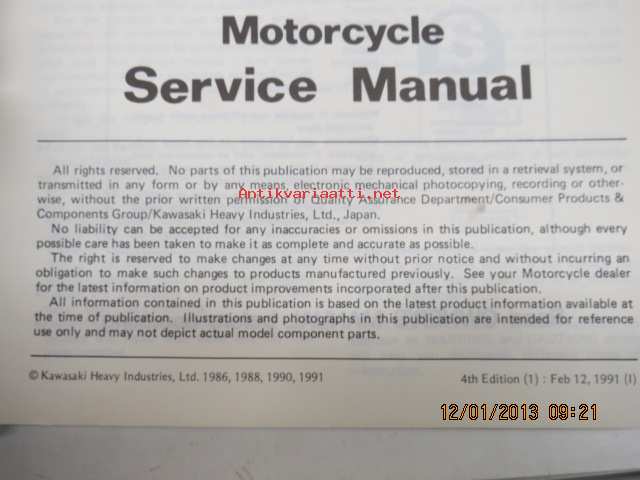 Motorcycle
Service Manual
All rights reserved. No parts of this publication may be reproduced, stored in a retrieval system, or
Antikvariaatti.net
transmitted in any form or by any means, electronic mechanical photocopying, recording or other-
wise, without the prior written permission of Quality Assurance Department/Consumer Products &
Components Group/Kawasaki Heavy Industries, Ltd., Japan.
No liability can be accepted for any inaccuracies or omissions in this publication, although every
possible care has been taken to make it as complete and accurate as possible.
The right is reserved to make changes at any time without prior notice and without incurring an
obligation to make such changes to products manufactured previously. See your Motorcycle dealer
for the latest information on product improvements incorporated after this publication.
All information contained in this publication is based on the latest product information available at
the time of publication. Illustrations and photographs in this publication are intended for reference
use only and may not depict actual model component parts.
© Kawasaki Heavy Industries, Ltd. 1986, 1988, 1990, 1991
4th Edition (1) : Feb 12, 1991 (I)
12/01/2013 09:21